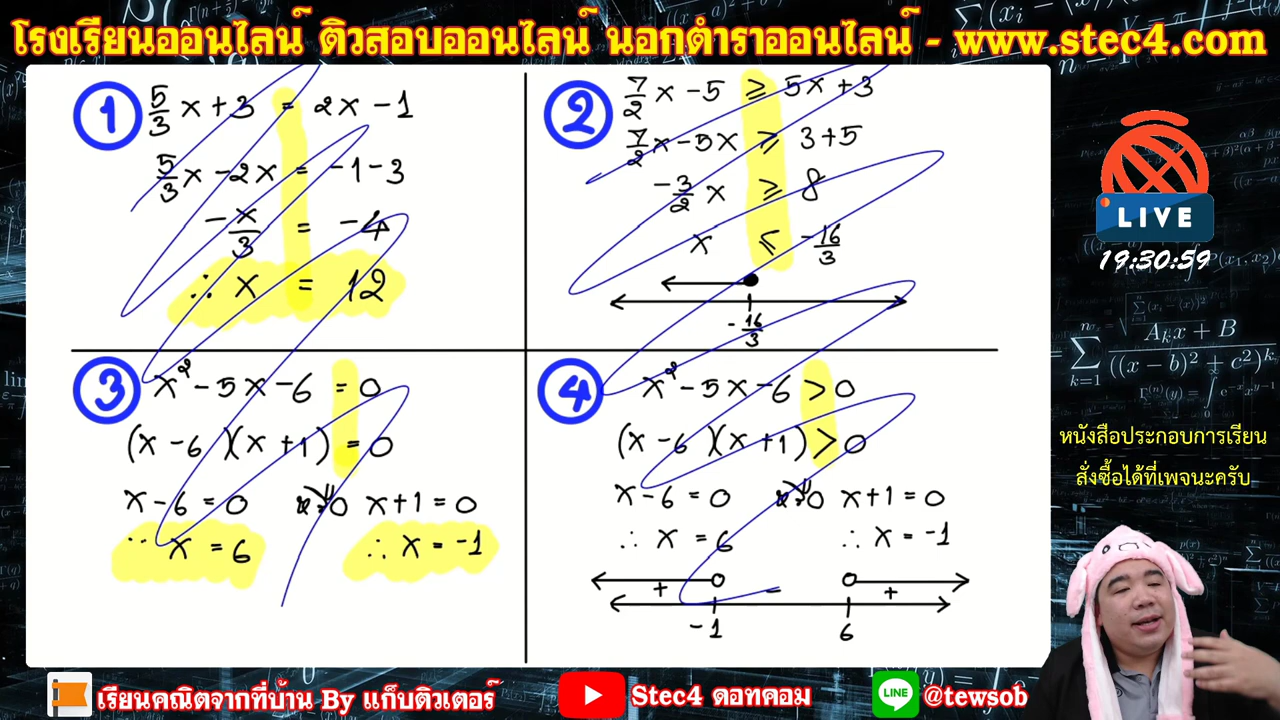 โรงเรียนออนไลน์ ติวสอบออนไลน์ นอกตำราออนไลน์ - www.stec4.com
1
5/3 x + 3 = 2x - 1
5/3 x - 2x = -1 - 3
-x/3 = -4
∴ x = 12
2
7/2 x - 5 ≥ 5x + 3
7/2 x - 5x ≥ 3 + 5
-3/2 x ≥ 8
x ≤ -16/3
-16/3
3
x² - 5x - 6 = 0
(x - 6)(x + 1) = 0
x - 6 = 0 หรือ x + 1 = 0
∴ x = 6 ∴ x = -1
4
x² - 5x - 6 > 0
(x - 6)(x + 1) > 0
x - 6 = 0 หรือ x + 1 = 0
∴ x = 6 ∴ x = -1
+ - +
-1 6
LIVE
19:30:59
หนังสือประกอบการเรียน
สั่งซื้อได้ที่เพจนะครับ
เรียนคณิตจากที่บ้าน By แก็บติวเตอร์
Stec4 ดอทคอม
LINE
@tewsob